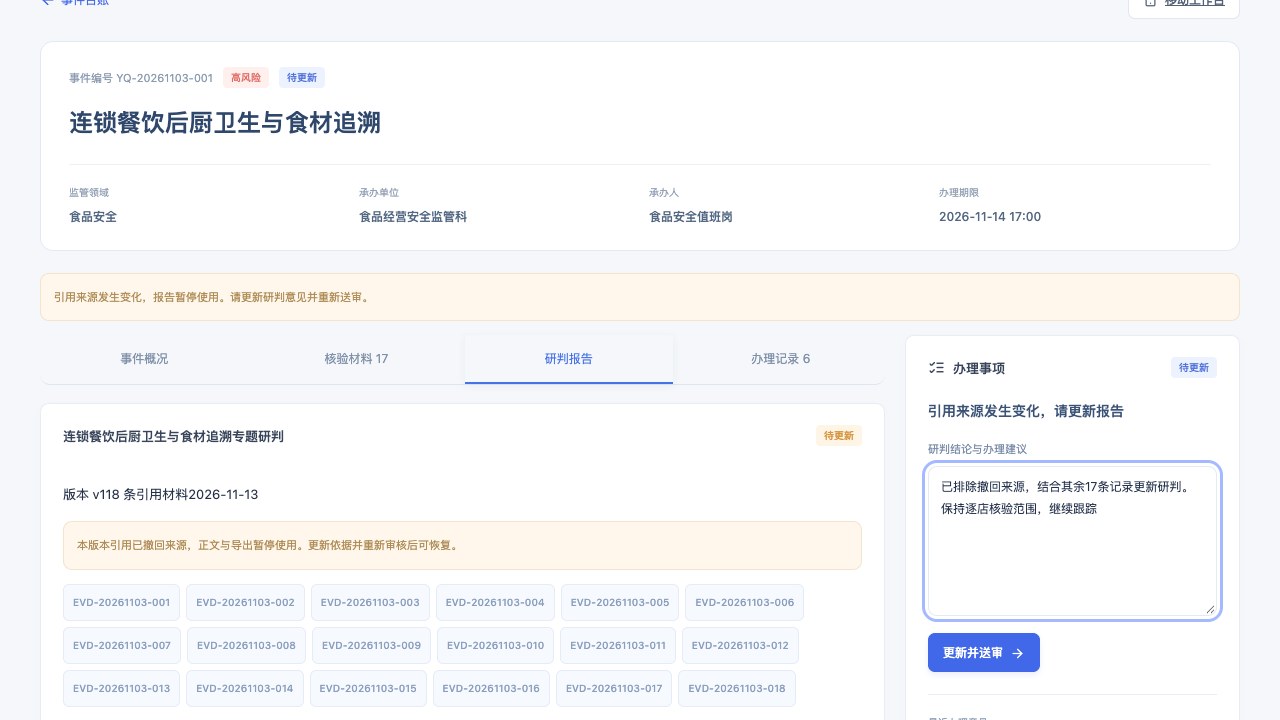 事件台账
移动工作台
事件编号 YQ-20261103-001 高风险 待更新
连锁餐饮后厨卫生与食材追溯
监管领域 承办单位 承办人 办理期限
食品安全 食品经营安全监管科 食品安全值班岗 2026-11-14 17:00
引用来源发生变化，报告暂停使用。请更新研判意见并重新送审。
事件概况 核验材料 17 研判报告 办理记录 6
连锁餐饮后厨卫生与食材追溯专题研判 待更新
版本 v118 条引用材料2026-11-13
本版本引用已撤回来源，正文与导出暂停使用。更新依据并重新审核后可恢复。
EVD-20261103-001 EVD-20261103-002 EVD-20261103-003 EVD-20261103-004 EVD-20261103-005 EVD-20261103-006
EVD-20261103-007 EVD-20261103-008 EVD-20261103-009 EVD-20261103-010 EVD-20261103-011 EVD-20261103-012
EVD-20261103-013 EVD-20261103-014 EVD-20261103-015 EVD-20261103-016 EVD-20261103-017 EVD-20261103-018
办理事项 待更新
引用来源发生变化，请更新报告
研判结论与办理建议
已排除撤回来源，结合其余17条记录更新研判。
保持逐店核验范围，继续跟踪
更新并送审